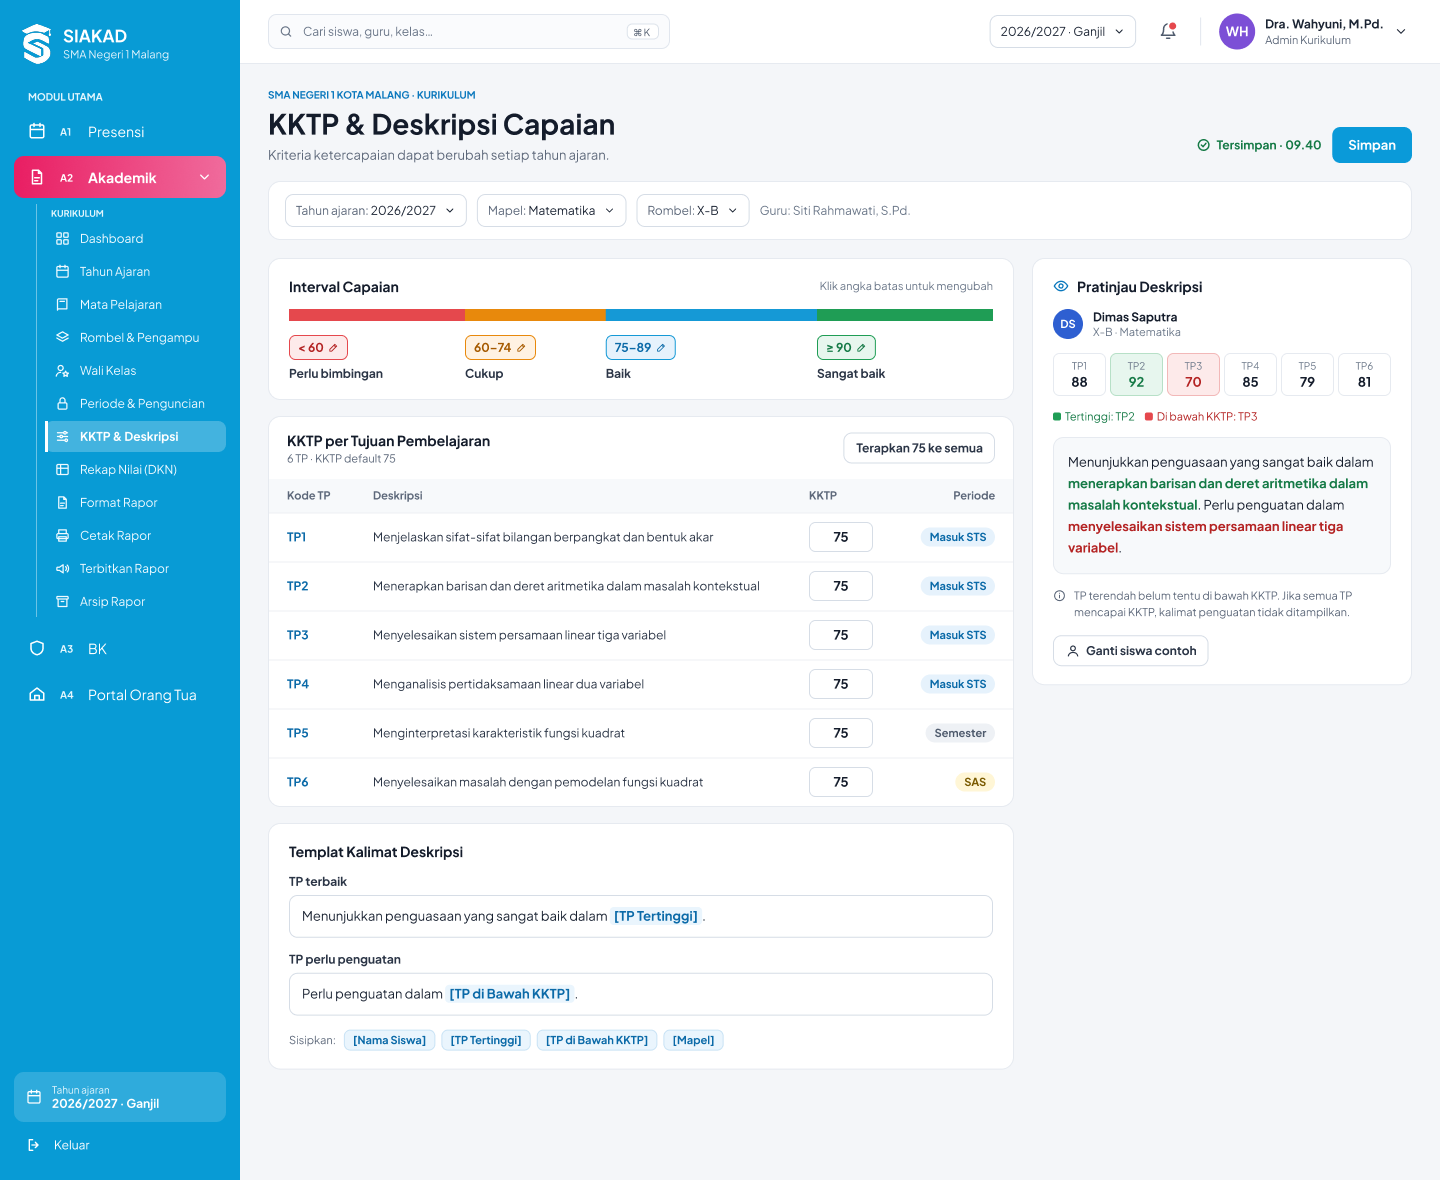 SIAKAD
SMA Negeri 1 Malang
MODUL UTAMA
A1 Presensi
A2 Akademik
KURIKULUM
Dashboard
Tahun Ajaran
Mata Pelajaran
Rombel & Pengampu
Wali Kelas
Periode & Penguncian
KKTP & Deskripsi
Rekap Nilai (DKN)
Format Rapor
Cetak Rapor
Terbitkan Rapor
Arsip Rapor
A3 BK
A4 Portal Orang Tua
Tahun ajaran
2026/2027 · Ganjil
Keluar
Cari siswa, guru, kelas... ⌘ K
2026/2027 · Ganjil
WH
Dra. Wahyuni, M.Pd.
Admin Kurikulum
SMA NEGERI 1 KOTA MALANG · KURIKULUM
KKTP & Deskripsi Capaian
Kriteria ketercapaian dapat berubah setiap tahun ajaran.
Tersimpan · 09.40
Simpan
Tahun ajaran: 2026/2027
Mapel: Matematika
Rombel: X-B
Guru: Siti Rahmawati, S.Pd.
Interval Capaian
Klik angka batas untuk mengubah
< 60 60–74 75–89 ≥ 90
Perlu bimbingan Cukup Baik Sangat baik
KKTP per Tujuan Pembelajaran
6 TP · KKTP default 75
Terapkan 75 ke semua
Kode TP Deskripsi KKTP Periode
TP1 Menjelaskan sifat-sifat bilangan berpangkat dan bentuk akar 75 Masuk STS
TP2 Menerapkan barisan dan deret aritmetika dalam masalah kontekstual 75 Masuk STS
TP3 Menyelesaikan sistem persamaan linear tiga variabel 75 Masuk STS
TP4 Menganalisis pertidaksamaan linear dua variabel 75 Masuk STS
TP5 Menginterpretasi karakteristik fungsi kuadrat 75 Semester
TP6 Menyelesaikan masalah dengan pemodelan fungsi kuadrat 75 SAS
Templat Kalimat Deskripsi
TP terbaik
Menunjukkan penguasaan yang sangat baik dalam [TP Tertinggi] .
TP perlu penguatan
Perlu penguatan dalam [TP di Bawah KKTP] .
Sisipkan: [Nama Siswa] [TP Tertinggi] [TP di Bawah KKTP] [Mapel]
Pratinjau Deskripsi
DS
Dimas Saputra
X-B · Matematika
TP1 TP2 TP3 TP4 TP5 TP6
88 92 70 85 79 81
Tertinggi: TP2 Di bawah KKTP: TP3
Menunjukkan penguasaan yang sangat baik dalam
menerapkan barisan dan deret aritmetika dalam
masalah kontekstual. Perlu penguatan dalam
menyelesaikan sistem persamaan linear tiga
variabel.
TP terendah belum tentu di bawah KKTP. Jika semua TP
mencapai KKTP, kalimat penguatan tidak ditampilkan.
Ganti siswa contoh